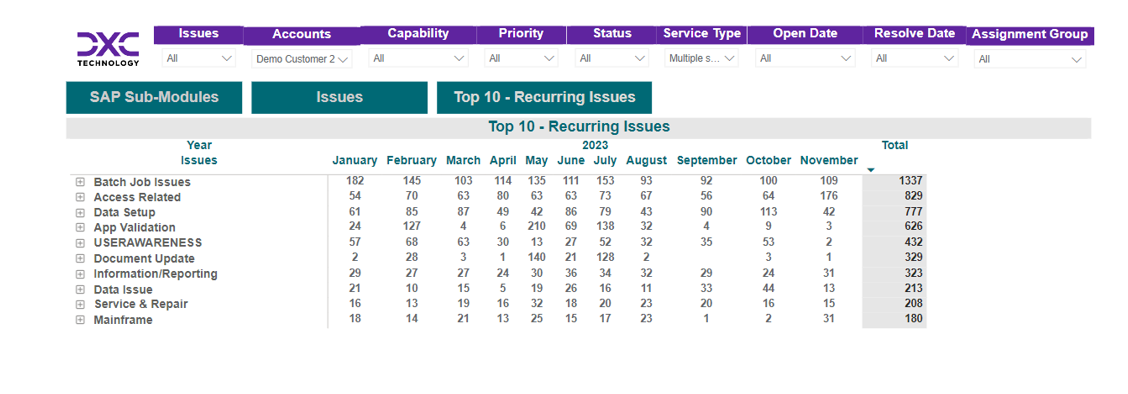 DXC TECHNOLOGY
Issues Accounts Capability Priority Status Service Type Open Date Resolve Date Assignment Group
All Demo Customer 2 All All All Multiple s... All All All
SAP Sub-Modules Issues Top 10 - Recurring Issues
Top 10 - Recurring Issues
Year 2023 Total
Issues January February March April May June July August September October November
Batch Job Issues 182 145 103 114 135 111 153 93 92 100 109 1337
Access Related 54 70 63 80 63 63 73 67 56 64 176 829
Data Setup 61 85 87 49 42 86 79 43 90 113 42 777
App Validation 24 127 4 6 210 69 138 32 4 9 3 626
USERAWARENESS 57 68 63 30 13 27 52 32 35 53 2 432
Document Update 2 28 3 1 140 21 128 2 3 1 329
Information/Reporting 29 27 27 24 30 36 34 32 29 24 31 323
Data Issue 21 10 15 5 19 26 16 11 33 44 13 213
Service & Repair 16 13 19 16 32 18 20 23 20 16 15 208
Mainframe 18 14 21 13 25 15 17 23 1 2 31 180